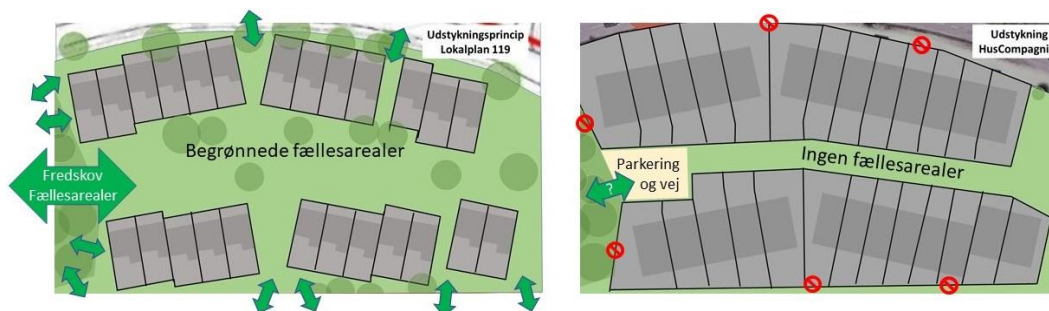 Udstykningsprincip
Lokalplan 119
Begrønnede fællesarealer
Fredskov
Fællesarealer
Udstykning
HusCompagni
Ingen fællesarealer
Parkering
og vej
?